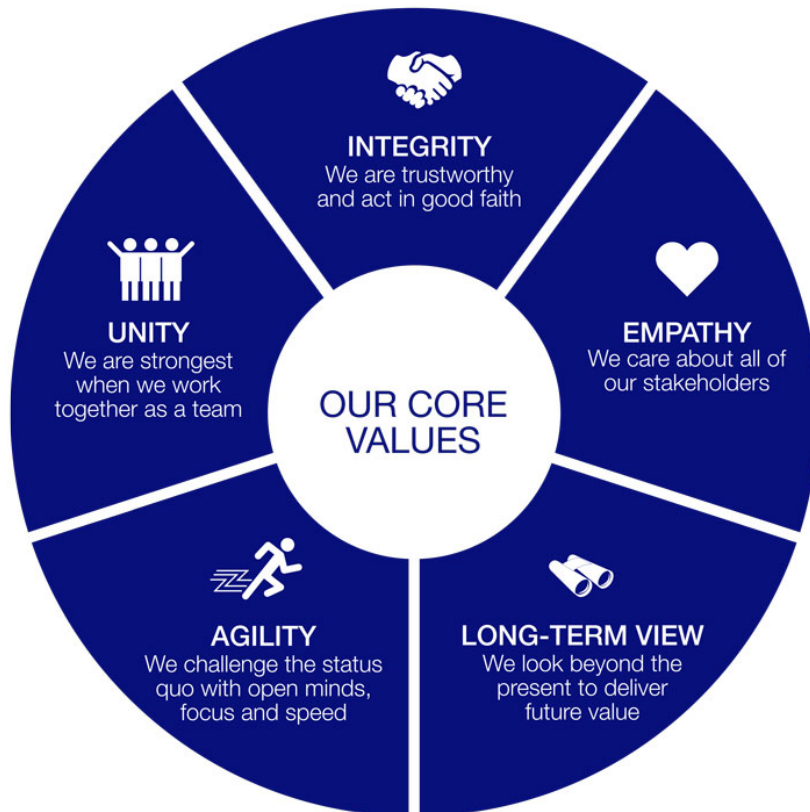 INTEGRITY
We are trustworthy
and act in good faith
EMPATHY
We care about all of
our stakeholders
LONG-TERM VIEW
We look beyond the
present to deliver
future value
AGILITY
We challenge the status
quo with open minds,
focus and speed
UNITY
We are strongest
when we work
together as a team
OUR CORE
VALUES